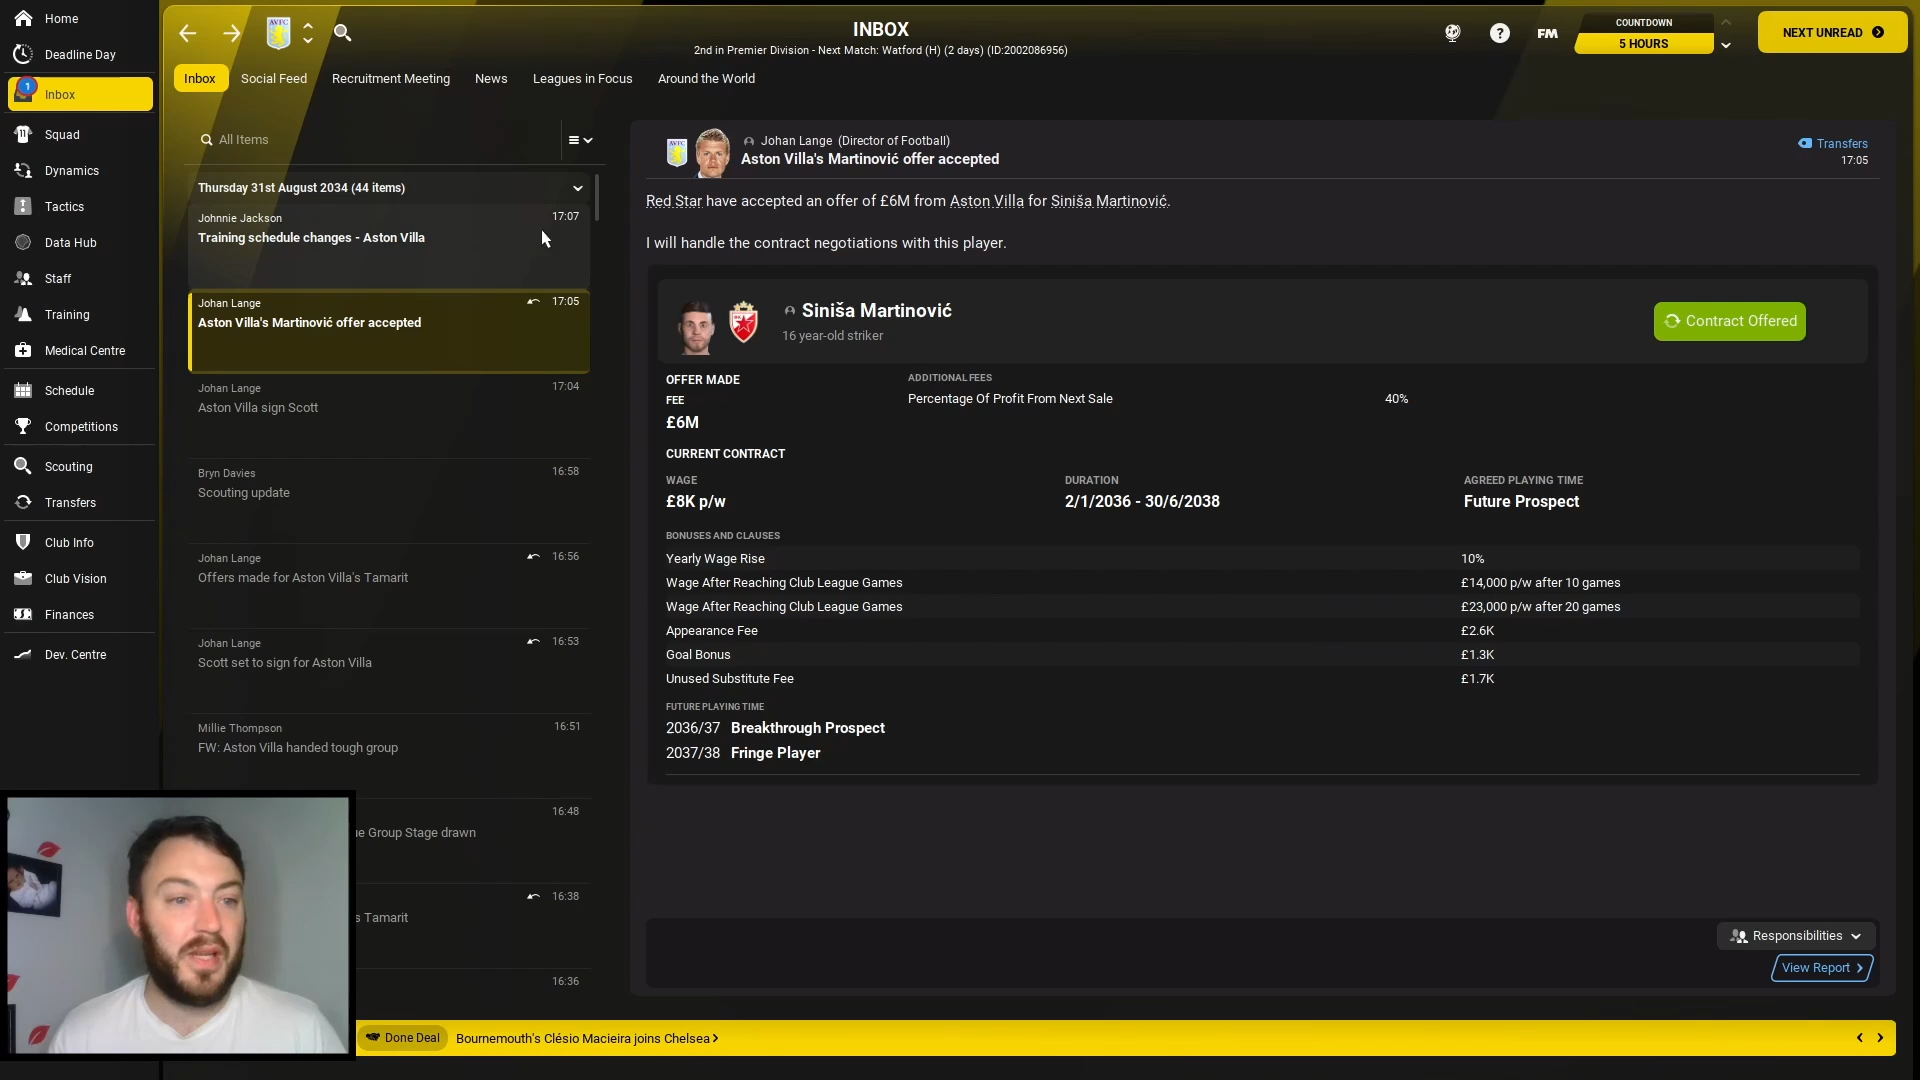 Home
Deadline Day
1
Inbox
Squad
Dynamics
Tactics
Data Hub
Staff
Training
Medical Centre
Schedule
Competitions
Scouting
Transfers
Club Info
Club Vision
Finances
Dev. Centre
AVFC
INBOX
2nd in Premier Division - Next Match: Watford (H) (2 days) (ID:2002086956)
?
FM
COUNTDOWN
5 HOURS
NEXT UNREAD
Inbox
Social Feed
Recruitment Meeting
News
Leagues in Focus
Around the World
All Items
Thursday 31st August 2034 (44 items)
Johnnie Jackson 17:07
Training schedule changes - Aston Villa
Johan Lange 17:05
Aston Villa's Martinović offer accepted
Johan Lange 17:04
Aston Villa sign Scott
Bryn Davies 16:58
Scouting update
Johan Lange 16:56
Offers made for Aston Villa's Tamarit
Johan Lange 16:53
Scott set to sign for Aston Villa
Millie Thompson 16:51
FW: Aston Villa handed tough group
16:48
ue Group Stage drawn
16:38
s Tamarit
16:36
AVFC
Johan Lange (Director of Football)
Aston Villa's Martinović offer accepted
Transfers
17:05
Red Star have accepted an offer of £6M from Aston Villa for Siniša Martinović.
I will handle the contract negotiations with this player.
Siniša Martinović
16 year-old striker
Contract Offered
OFFER MADE
FEE
£6M
ADDITIONAL FEES
Percentage Of Profit From Next Sale 40%
CURRENT CONTRACT
WAGE
£8K p/w
DURATION
2/1/2036 - 30/6/2038
AGREED PLAYING TIME
Future Prospect
BONUSES AND CLAUSES
Yearly Wage Rise 10%
Wage After Reaching Club League Games £14,000 p/w after 10 games
Wage After Reaching Club League Games £23,000 p/w after 20 games
Appearance Fee £2.6K
Goal Bonus £1.3K
Unused Substitute Fee £1.7K
FUTURE PLAYING TIME
2036/37 Breakthrough Prospect
2037/38 Fringe Player
Responsibilities
View Report
Done Deal
Bournemouth's Clésio Macieira joins Chelsea